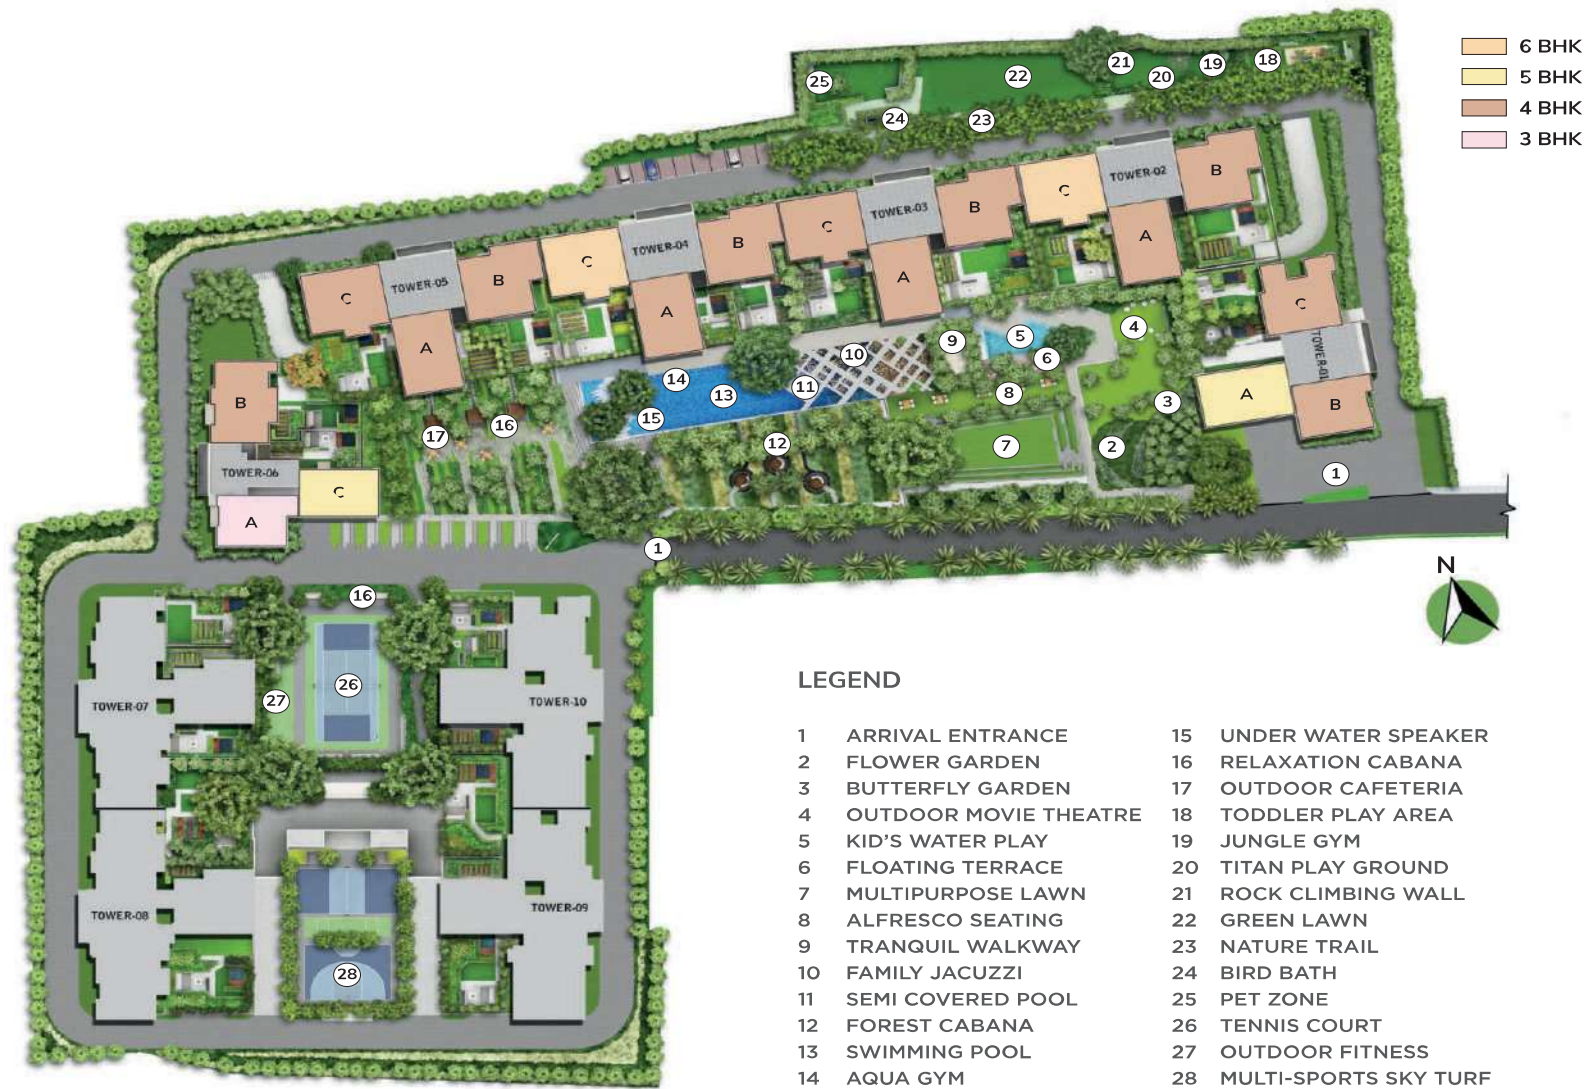 6 BHK
5 BHK
4 BHK
3 BHK
21
19
18
20
22
25
24
23
TOWER-02
B
C
TOWER-03
B
A
C
TOWER-04
B
A
C
TOWER-05
B
C
A
A
C
4
5
9
6
10
TOWER-01
14
13
11
8
3
A
B
B
15
16
17
12
7
2
1
TOWER-06
C
A
1
N
16
26
27
TOWER-07
TOWER-10
TOWER-08
TOWER-09
28
LEGEND
1 ARRIVAL ENTRANCE
2 FLOWER GARDEN
3 BUTTERFLY GARDEN
4 OUTDOOR MOVIE THEATRE
5 KID'S WATER PLAY
6 FLOATING TERRACE
7 MULTIPURPOSE LAWN
8 ALFRESCO SEATING
9 TRANQUIL WALKWAY
10 FAMILY JACUZZI
11 SEMI COVERED POOL
12 FOREST CABANA
13 SWIMMING POOL
14 AQUA GYM
15 UNDER WATER SPEAKER
16 RELAXATION CABANA
17 OUTDOOR CAFETERIA
18 TODDLER PLAY AREA
19 JUNGLE GYM
20 TITAN PLAY GROUND
21 ROCK CLIMBING WALL
22 GREEN LAWN
23 NATURE TRAIL
24 BIRD BATH
25 PET ZONE
26 TENNIS COURT
27 OUTDOOR FITNESS
28 MULTI-SPORTS SKY TURF